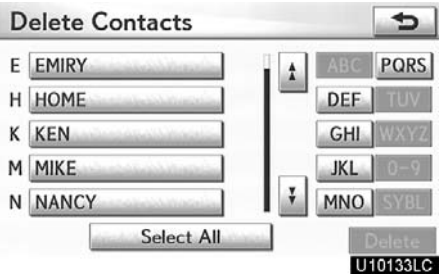 Delete Contacts
E EMIRY ABC PQRS
H HOME DEF TUV
K KEN GHI WXYZ
M MIKE JKL 0-9
N NANCY MNO SYBL
Select All Delete
U10133LC